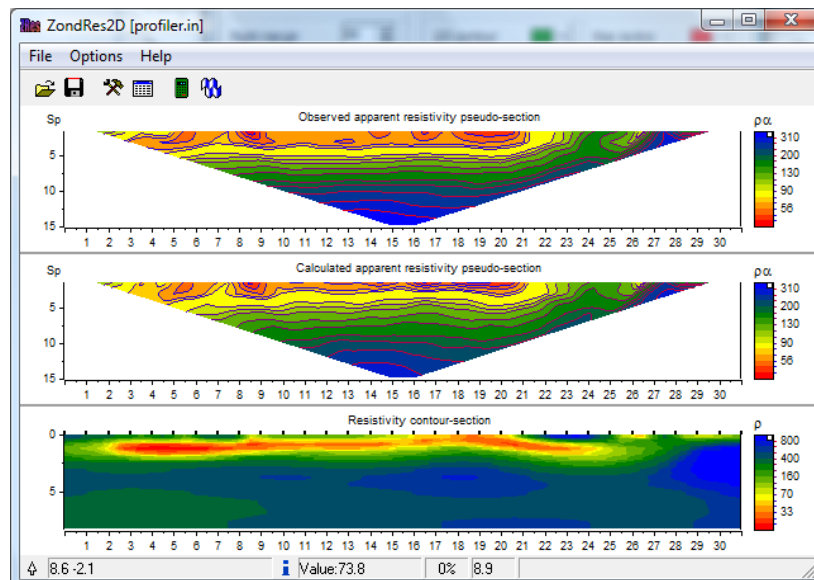 ZRes ZondRes2D [profiler.in]
File Options Help
Observed apparent resistivity pseudo-section
Sp
ρα
5
10
15
310
200
130
90
56
1 2 3 4 5 6 7 8 9 10 11 12 13 14 15 16 17 18 19 20 21 22 23 24 25 26 27 28 29 30
Calculated apparent resistivity pseudo-section
Sp
ρα
5
10
15
310
200
130
90
56
1 2 3 4 5 6 7 8 9 10 11 12 13 14 15 16 17 18 19 20 21 22 23 24 25 26 27 28 29 30
Resistivity contour-section
ρ
0
5
800
400
160
70
33
1 2 3 4 5 6 7 8 9 10 11 12 13 14 15 16 17 18 19 20 21 22 23 24 25 26 27 28 29 30
8.6 -2.1 i Value:73.8 0% 8.9